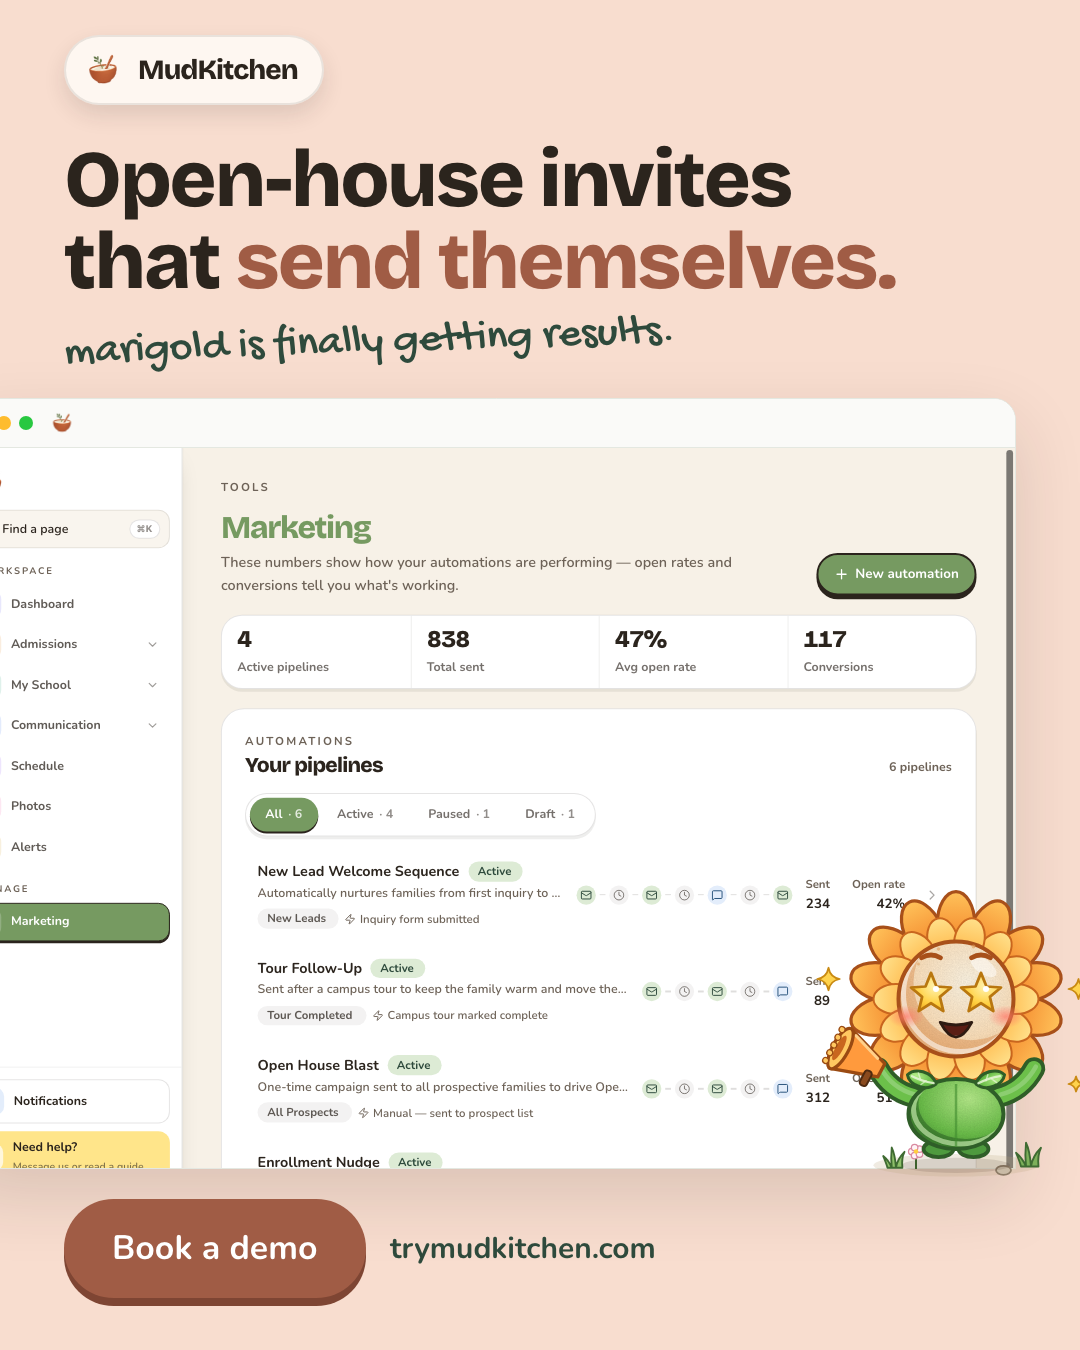 MudKitchen
Open-house invites
that send themselves.
marigold is finally getting results.
Find a page ⌘K
Dashboard
Admissions
My School
Communication
Schedule
Photos
Alerts
Marketing
Notifications
Need help?
Message us or read a guide
TOOLS
Marketing
These numbers show how your automations are performing — open rates and
conversions tell you what's working.
+ New automation
4
Active pipelines
838
Total sent
47%
Avg open rate
117
Conversions
AUTOMATIONS
Your pipelines
6 pipelines
All · 6 Active · 4 Paused · 1 Draft · 1
New Lead Welcome Sequence Active
Automatically nurtures families from first inquiry to ...
New Leads Inquiry form submitted
Sent Open rate
234 42%
Tour Follow-Up Active
Sent after a campus tour to keep the family warm and move the...
Tour Completed Campus tour marked complete
89
Open House Blast Active
One-time campaign sent to all prospective families to drive Ope...
All Prospects Manual — sent to prospect list
Sent
312
Enrollment Nudge Active
Book a demo
trymudkitchen.com